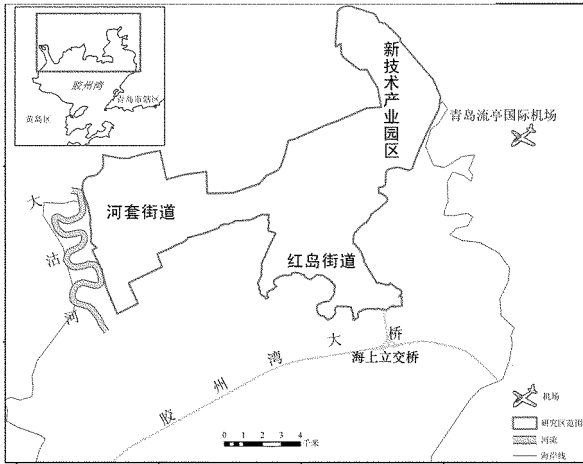 胶州湾
青岛市辖区
黄岛区
新技术产业园区
青岛流亭国际机场
大沽河
河套街道
红岛街道
胶州湾大桥
海上立交桥
0 1 2 3 4
千米
机场
研究区范围
河流
海岸线